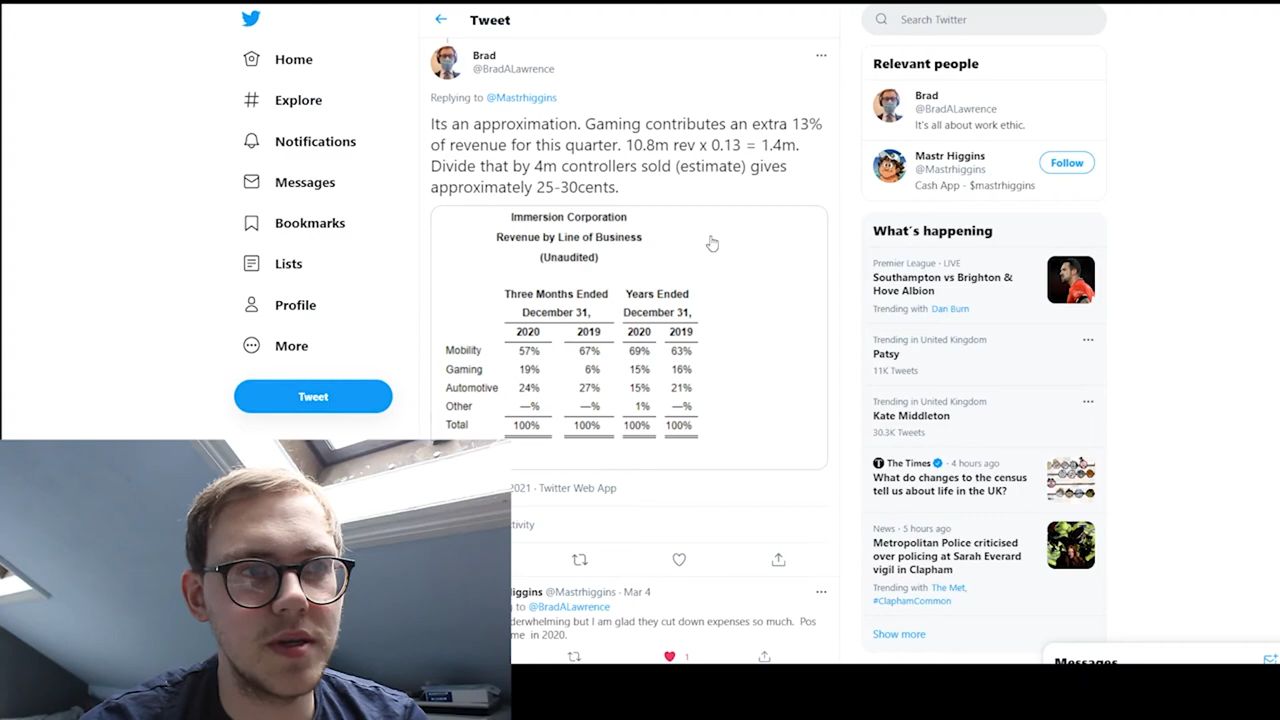 Home
Explore
Notifications
Messages
Bookmarks
Lists
Profile
More
Tweet
Tweet
Brad
@BradALawrence
Replying to @Mastrhiggins
Its an approximation. Gaming contributes an extra 13%
of revenue for this quarter. 10.8m rev x 0.13 = 1.4m.
Divide that by 4m controllers sold (estimate) gives
approximately 25-30cents.
Immersion Corporation
Revenue by Line of Business
(Unaudited)
Three Months Ended Years Ended
December 31, December 31,
2020 2019 2020 2019
Mobility 57% 67% 69% 63%
Gaming 19% 6% 15% 16%
Automotive 24% 27% 15% 21%
Other —% —% 1% —%
Total 100% 100% 100% 100%
2021 · Twitter Web App
tivity
iggins @Mastrhiggins · Mar 4
to @BradALawrence
derwhelming but I am glad they cut down expenses so much. Pos
me in 2020.
1
Search Twitter
Relevant people
Brad
@BradALawrence
It's all about work ethic.
Mastr Higgins
@Mastrhiggins
Follow
Cash App - $mastrhiggins
What's happening
Premier League · LIVE
Southampton vs Brighton &
Hove Albion
Trending with Dan Burn
Trending in United Kingdom
Patsy
11K Tweets
Trending in United Kingdom
Kate Middleton
30.3K Tweets
The Times · 4 hours ago
What do changes to the census
tell us about life in the UK?
News · 5 hours ago
Metropolitan Police criticised
over policing at Sarah Everard
vigil in Clapham
Trending with The Met,
#ClaphamCommon
Show more
Messages